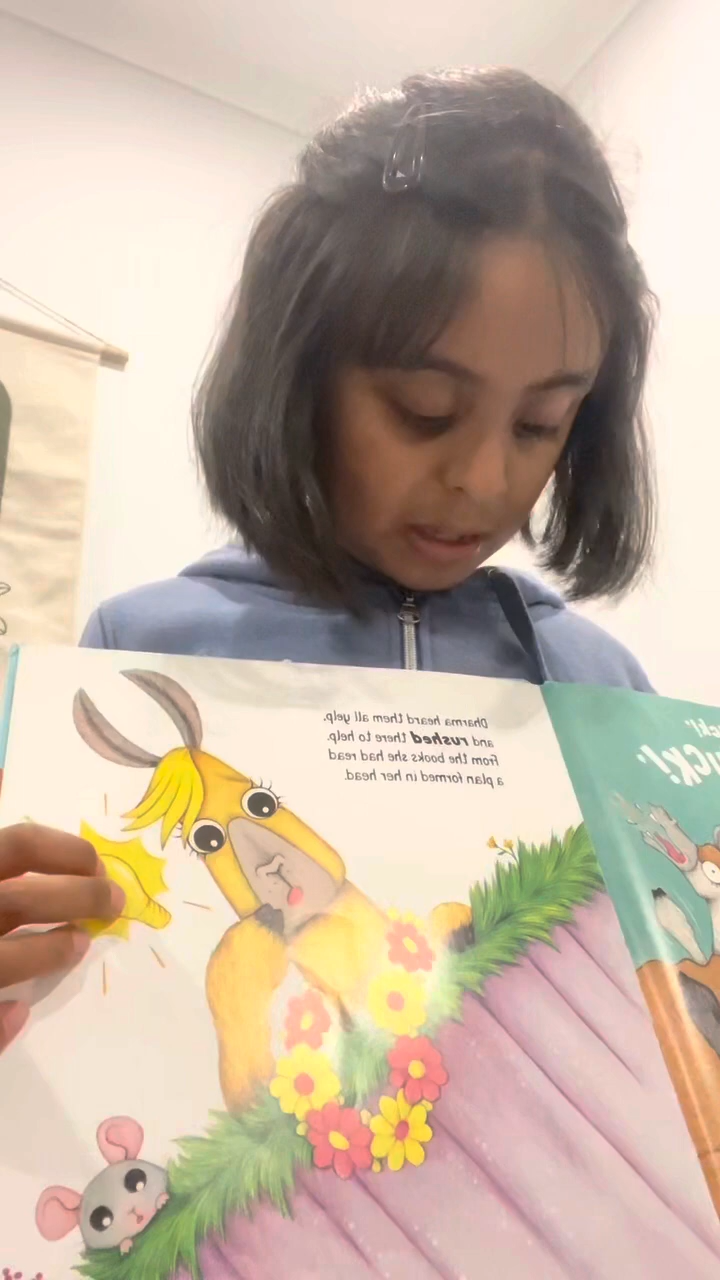 Dharma heard them all yelp,
and rushed there to help.
From the books she had read
a plan formed in her head.